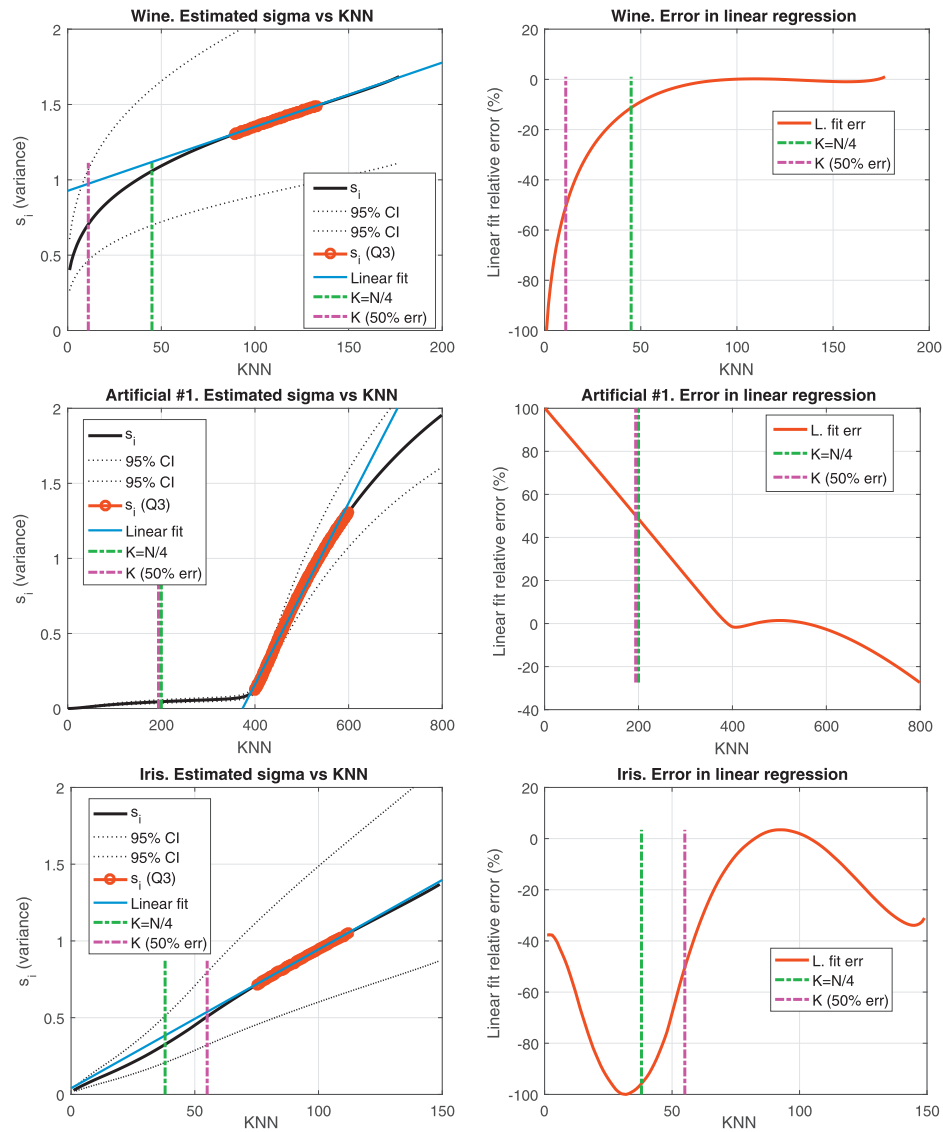 Wine. Estimated sigma vs KNN
2
1.5
1
0.5
0
s_i (variance)
0 50 100 150 200
KNN
s_i
95% CI
95% CI
s_i (Q3)
Linear fit
K=N/4
K (50% err)
Wine. Error in linear regression
20
0
-20
-40
-60
-80
-100
Linear fit relative error (%)
0 50 100 150 200
KNN
L. fit err
K=N/4
K (50% err)
Artificial #1. Estimated sigma vs KNN
2
1.5
1
0.5
0
s_i (variance)
0 200 400 600 800
KNN
s_i
95% CI
95% CI
s_i (Q3)
Linear fit
K=N/4
K (50% err)
Artificial #1. Error in linear regression
100
80
60
40
20
0
-20
-40
Linear fit relative error (%)
0 200 400 600 800
KNN
L. fit err
K=N/4
K (50% err)
Iris. Estimated sigma vs KNN
2
1.5
1
0.5
0
s_i (variance)
0 50 100 150
KNN
s_i
95% CI
95% CI
s_i (Q3)
Linear fit
K=N/4
K (50% err)
Iris. Error in linear regression
20
0
-20
-40
-60
-80
-100
Linear fit relative error (%)
0 50 100 150
KNN
L. fit err
K=N/4
K (50% err)